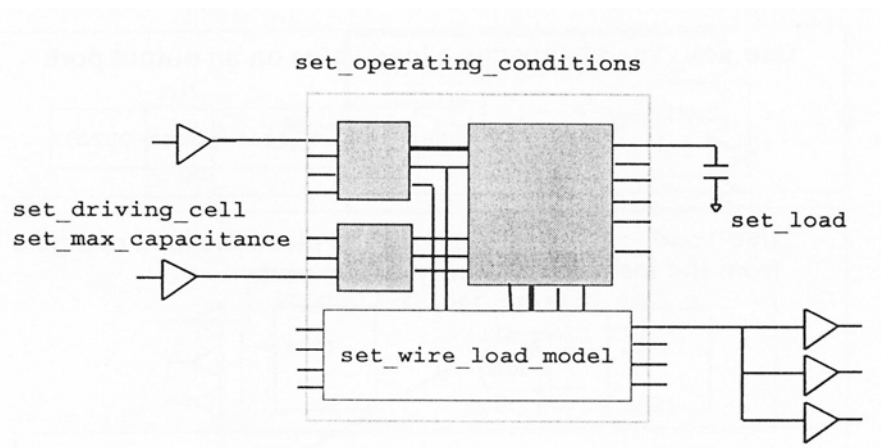 set_operating_conditions
set_driving_cell
set_max_capacitance
set_load
set_wire_load_model